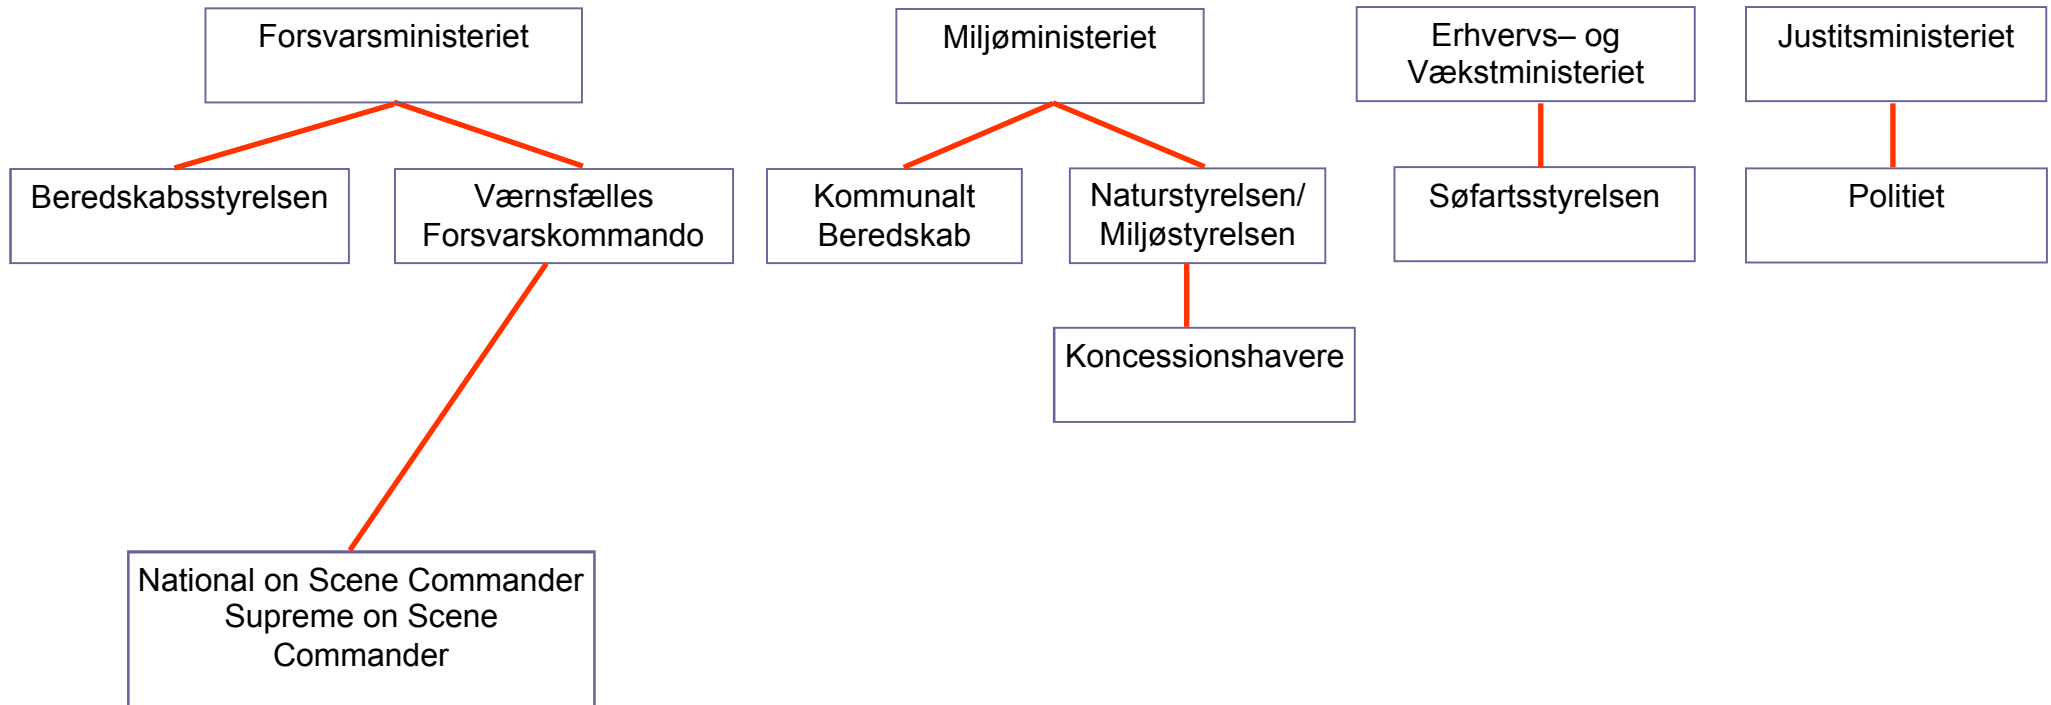 Forsvarsministeriet
Miljøministeriet
Erhvervs– og
Vækstministeriet
Justitsministeriet
Beredskabsstyrelsen
Værnsfælles
Forsvarskommando
Kommunalt
Beredskab
Naturstyrelsen/
Miljøstyrelsen
Søfartsstyrelsen
Politiet
Koncessionshavere
National on Scene Commander
Supreme on Scene
Commander